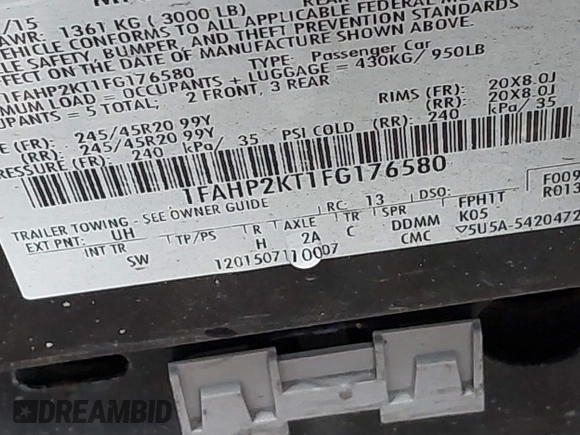 /15
AWR: 1361 KG ( 3000 LB)
VEHICLE CONFORMS TO ALL APPLICABLE FEDERAL M
SAFETY, BUMPER, AND THEFT PREVENTION STANDARDS
EFFECT ON THE DATE OF MANUFACTURE SHOWN ABOVE.
1FAHP2KT1FG176580 TYPE: Passenger Car
MUM LOAD = OCCUPANTS + LUGGAGE = 430KG/ 950LB
UPANTS = 5 TOTAL; 2 FRONT, 3 REAR
(FR): 245/45R20 99Y RIMS (FR): 20X8.0J
(RR): 245/45R20 99Y (RR): 20X8.0J
PRESSURE (FR): 240 kPa/ 35 PSI COLD (RR): 240 kPa/ 35
1FAHP2KT1FG176580
TRAILER TOWING - SEE OWNER GUIDE
EXT PNT: UH RC: 13 DSO: F009
R013
INT TR TP/PS R AXLE TR SPR FPH1T
SW H 2A C DDMM K05
1201507110007 CMC 5U5A-5420472
DREAMBID